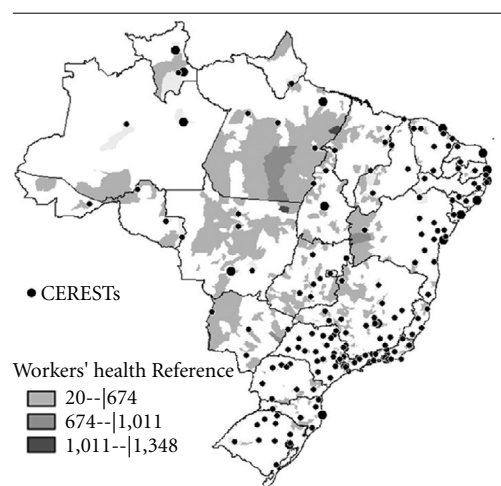 CERESTs
Workers' health Reference
20--|674
674--|1,011
1,011--|1,348